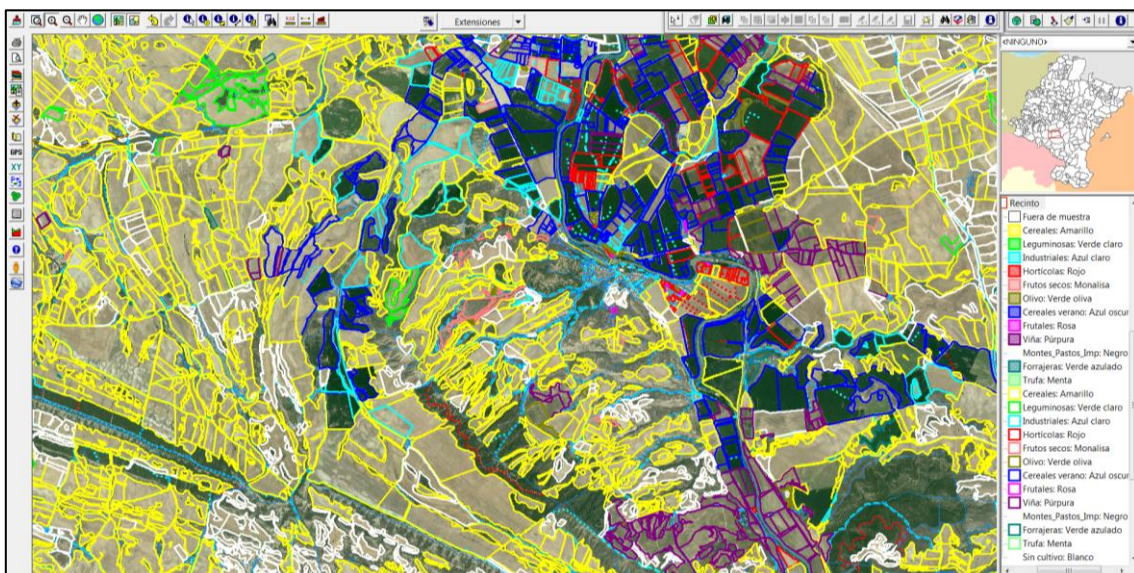 Extensiones
<NINGUNO>
GPS
XY
Recinto
Fuera de muestra
Cereales: Amarillo
Leguminosas: Verde claro
Industriales: Azul claro
Hortícolas: Rojo
Frutos secos: Monalisa
Olivo: Verde oliva
Cereales verano: Azul oscur
Frutales: Rosa
Viña: Púrpura
Montes_Pastos_Imp: Negro
Forrajeras: Verde azulado
Trufa: Menta
Cereales: Amarillo
Leguminosas: Verde claro
Industriales: Azul claro
Hortícolas: Rojo
Frutos secos: Monalisa
Olivo: Verde oliva
Cereales verano: Azul oscur
Frutales: Rosa
Viña: Púrpura
Montes_Pastos_Imp: Negro
Forrajeras: Verde azulado
Trufa: Menta
Sin cultivo: Blanco